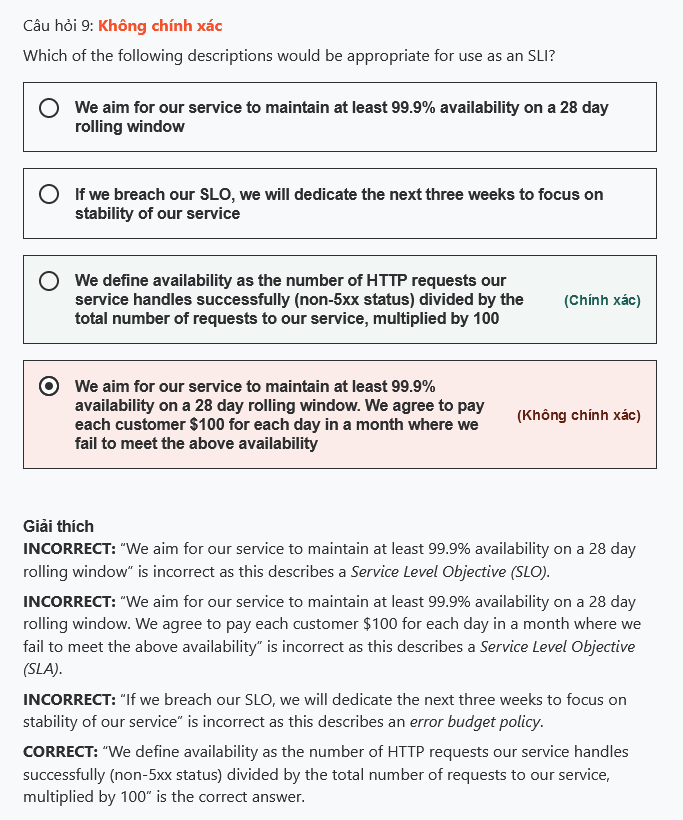 Câu hỏi 9: Không chính xác
Which of the following descriptions would be appropriate for use as an SLI?
We aim for our service to maintain at least 99.9% availability on a 28 day
rolling window
If we breach our SLO, we will dedicate the next three weeks to focus on
stability of our service
We define availability as the number of HTTP requests our
service handles successfully (non-5xx status) divided by the
total number of requests to our service, multiplied by 100
(Chính xác)
We aim for our service to maintain at least 99.9%
availability on a 28 day rolling window. We agree to pay
each customer $100 for each day in a month where we
fail to meet the above availability
(Không chính xác)
Giải thích
INCORRECT: “We aim for our service to maintain at least 99.9% availability on a 28 day
rolling window” is incorrect as this describes a Service Level Objective (SLO).
INCORRECT: “We aim for our service to maintain at least 99.9% availability on a 28 day
rolling window. We agree to pay each customer $100 for each day in a month where we
fail to meet the above availability” is incorrect as this describes a Service Level Objective
(SLA).
INCORRECT: “If we breach our SLO, we will dedicate the next three weeks to focus on
stability of our service” is incorrect as this describes an error budget policy.
CORRECT: “We define availability as the number of HTTP requests our service handles
successfully (non-5xx status) divided by the total number of requests to our service,
multiplied by 100” is the correct answer.